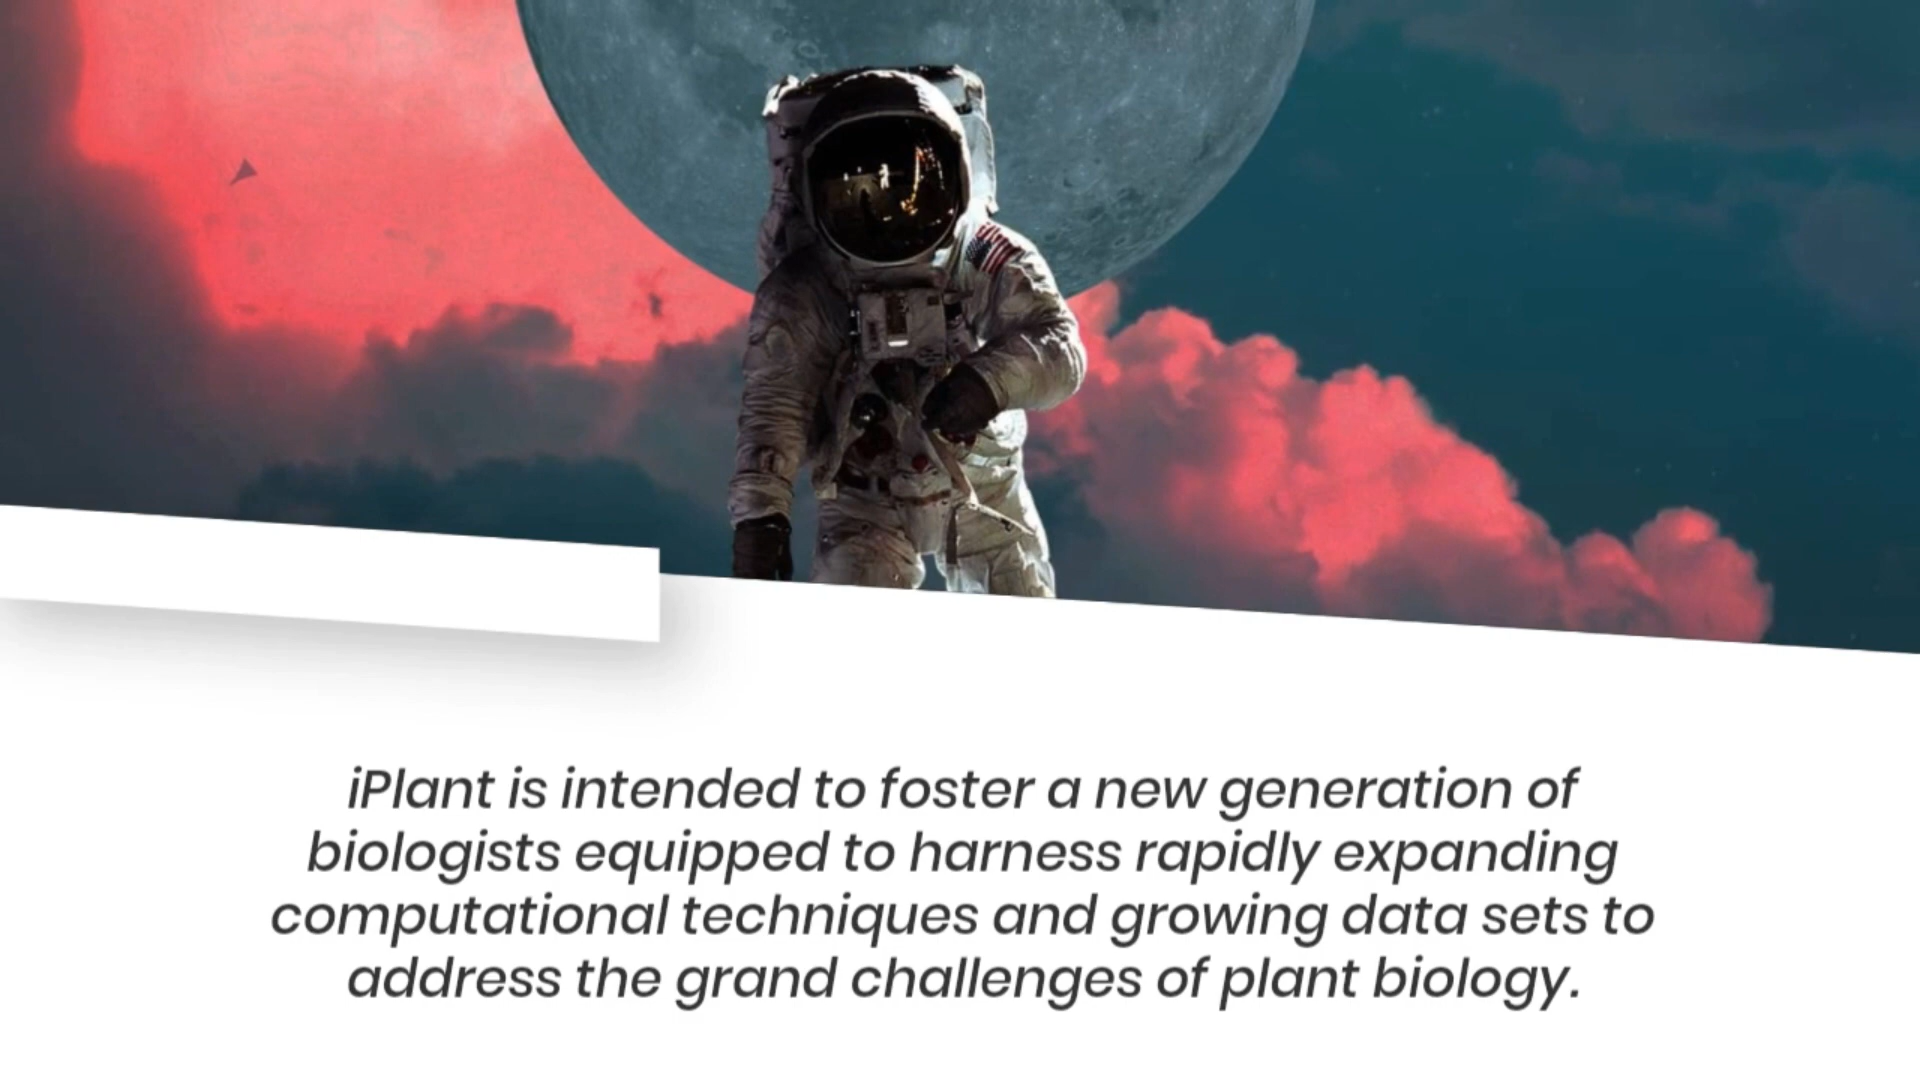 iPlant is intended to foster a new generation of
biologists equipped to harness rapidly expanding
computational techniques and growing data sets to
address the grand challenges of plant biology.